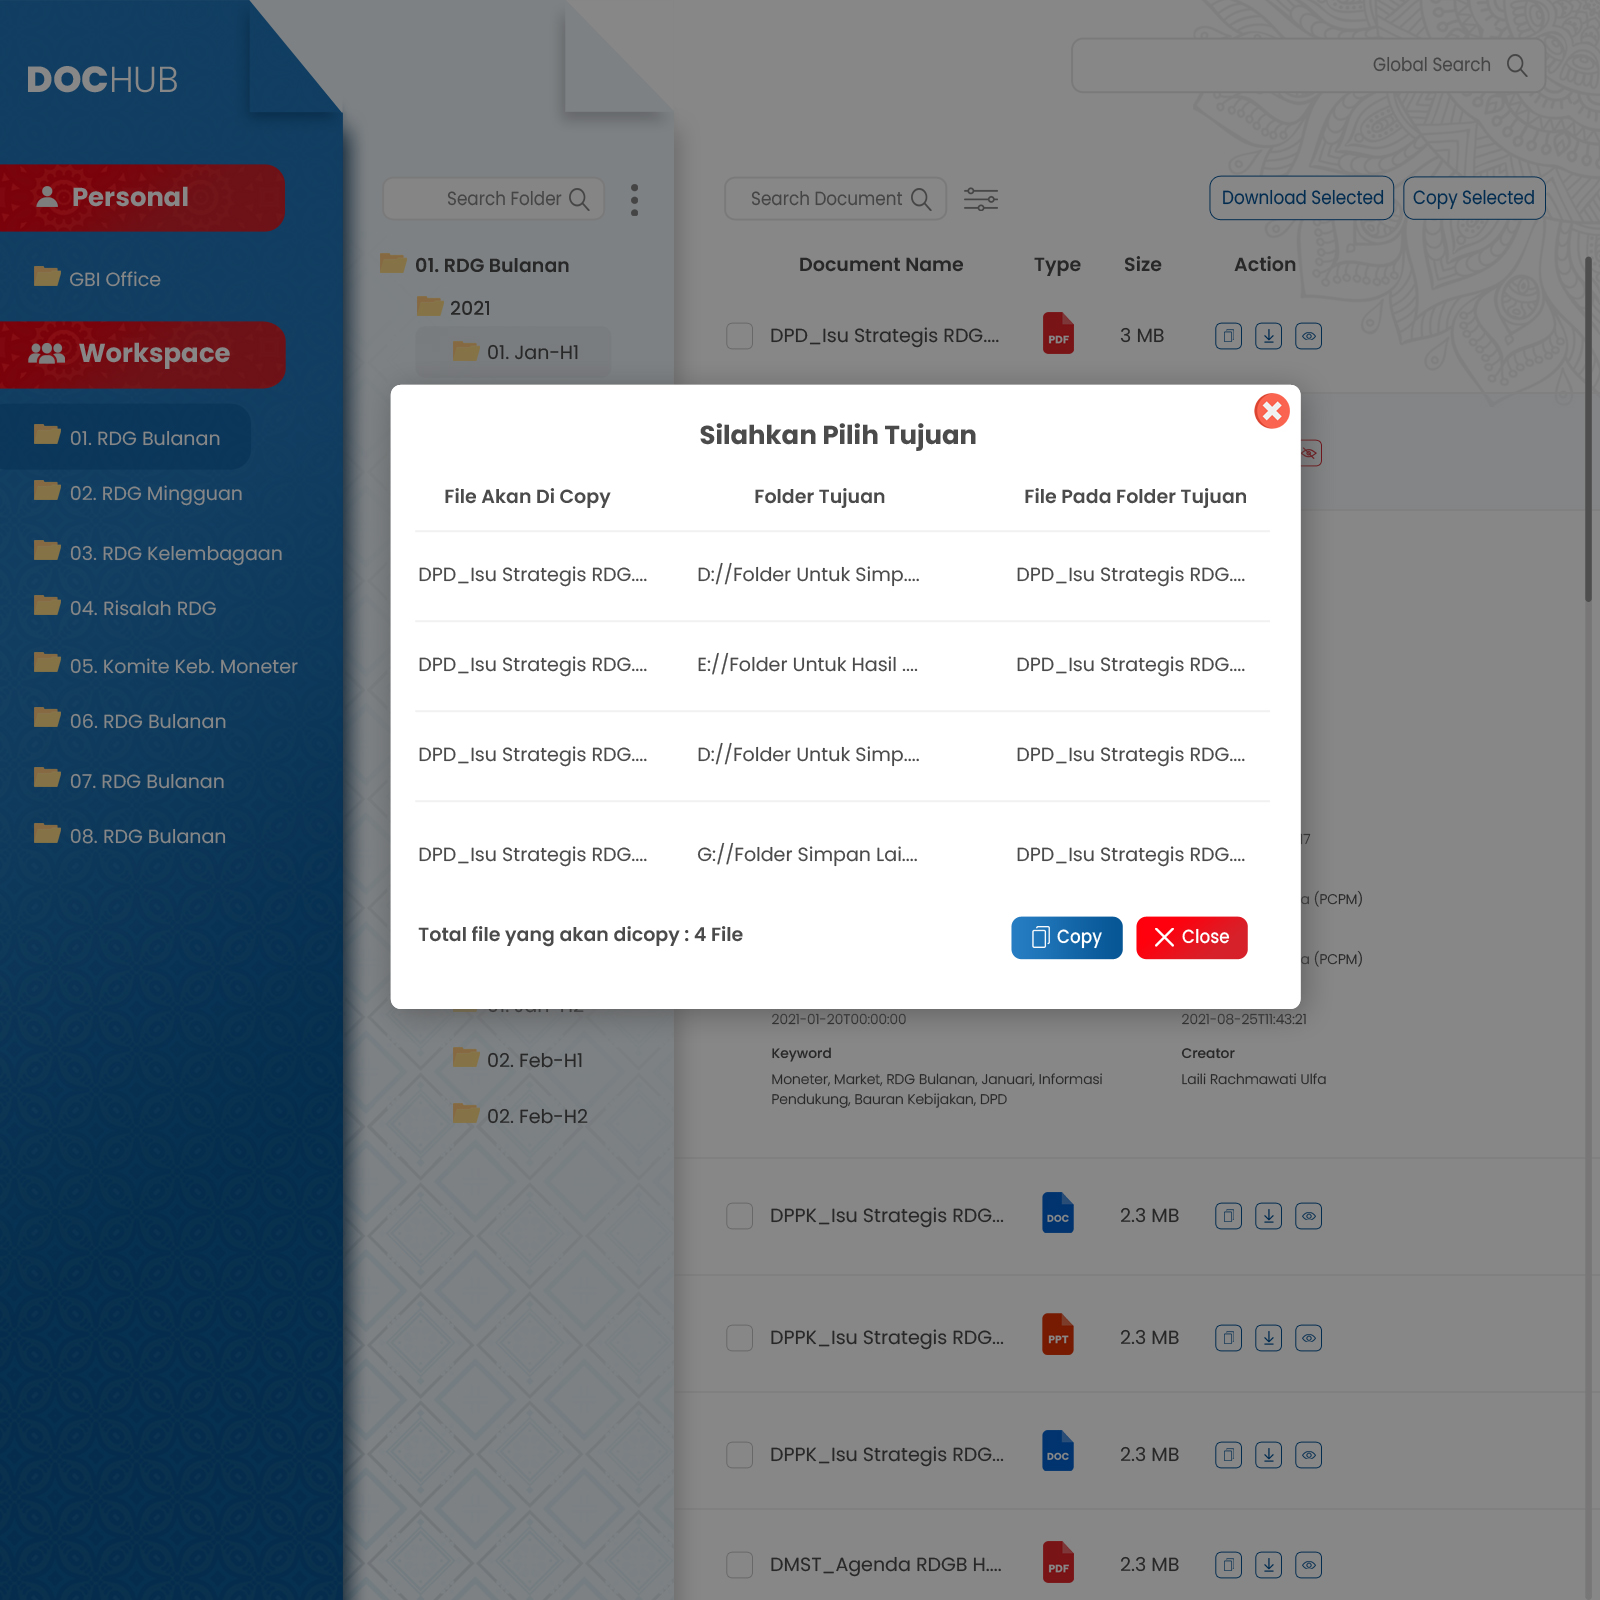 DOCHUB
Personal
GBI Office
Workspace
01. RDG Bulanan
02. RDG Mingguan
03. RDG Kelembagaan
04. Risalah RDG
05. Komite Keb. Moneter
06. RDG Bulanan
07. RDG Bulanan
08. RDG Bulanan
Search Folder
01. RDG Bulanan
2021
01. Jan-H1
02. Feb-H1
02. Feb-H2
Global Search
Search Document
Download Selected
Copy Selected
Document Name Type Size Action
DPD_Isu Strategis RDG.... PDF 3 MB
Silahkan Pilih Tujuan
File Akan Di Copy Folder Tujuan File Pada Folder Tujuan
DPD_Isu Strategis RDG.... D://Folder Untuk Simp.... DPD_Isu Strategis RDG....
DPD_Isu Strategis RDG.... E://Folder Untuk Hasil .... DPD_Isu Strategis RDG....
DPD_Isu Strategis RDG.... D://Folder Untuk Simp.... DPD_Isu Strategis RDG....
DPD_Isu Strategis RDG.... G://Folder Simpan Lai.... DPD_Isu Strategis RDG....
Total file yang akan dicopy : 4 File
Copy
Close
17
a (PCPM)
a (PCPM)
2021-01-20T00:00:00 2021-08-25T11:43:21
Keyword Creator
Moneter, Market, RDG Bulanan, Januari, Informasi Laili Rachmawati Ulfa
Pendukung, Bauran Kebijakan, DPD
DPPK_Isu Strategis RDG... DOC 2.3 MB
DPPK_Isu Strategis RDG... PPT 2.3 MB
DPPK_Isu Strategis RDG... DOC 2.3 MB
DMST_Agenda RDGB H.... PDF 2.3 MB